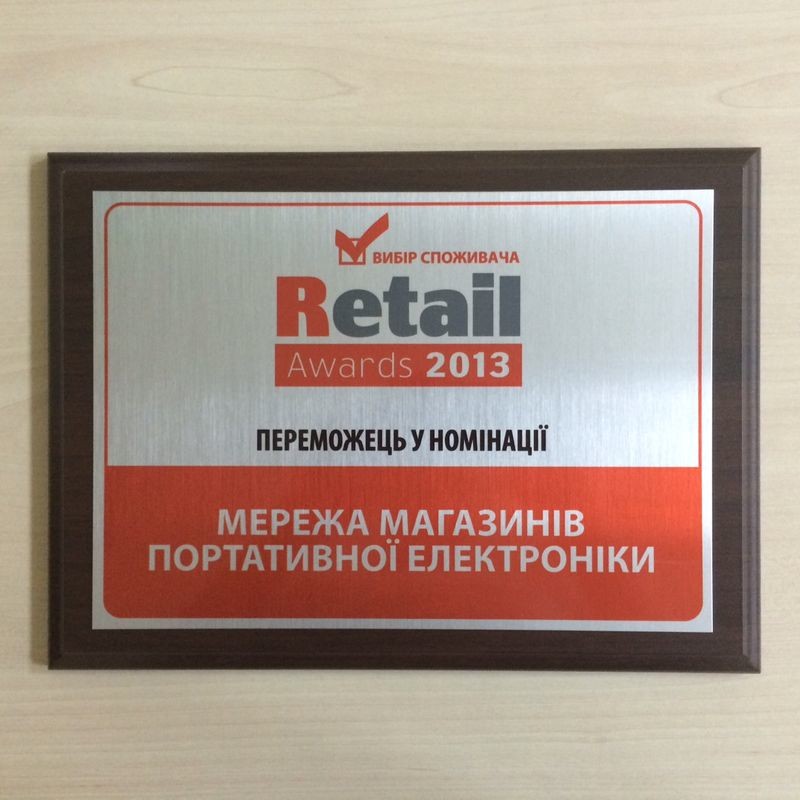 ВИБІР СПОЖИВАЧА
Retail
Awards 2013
ПЕРЕМОЖЕЦЬ У НОМІНАЦІЇ
МЕРЕЖА МАГАЗИНІВ
ПОРТАТИВНОЇ ЕЛЕКТРОНІКИ